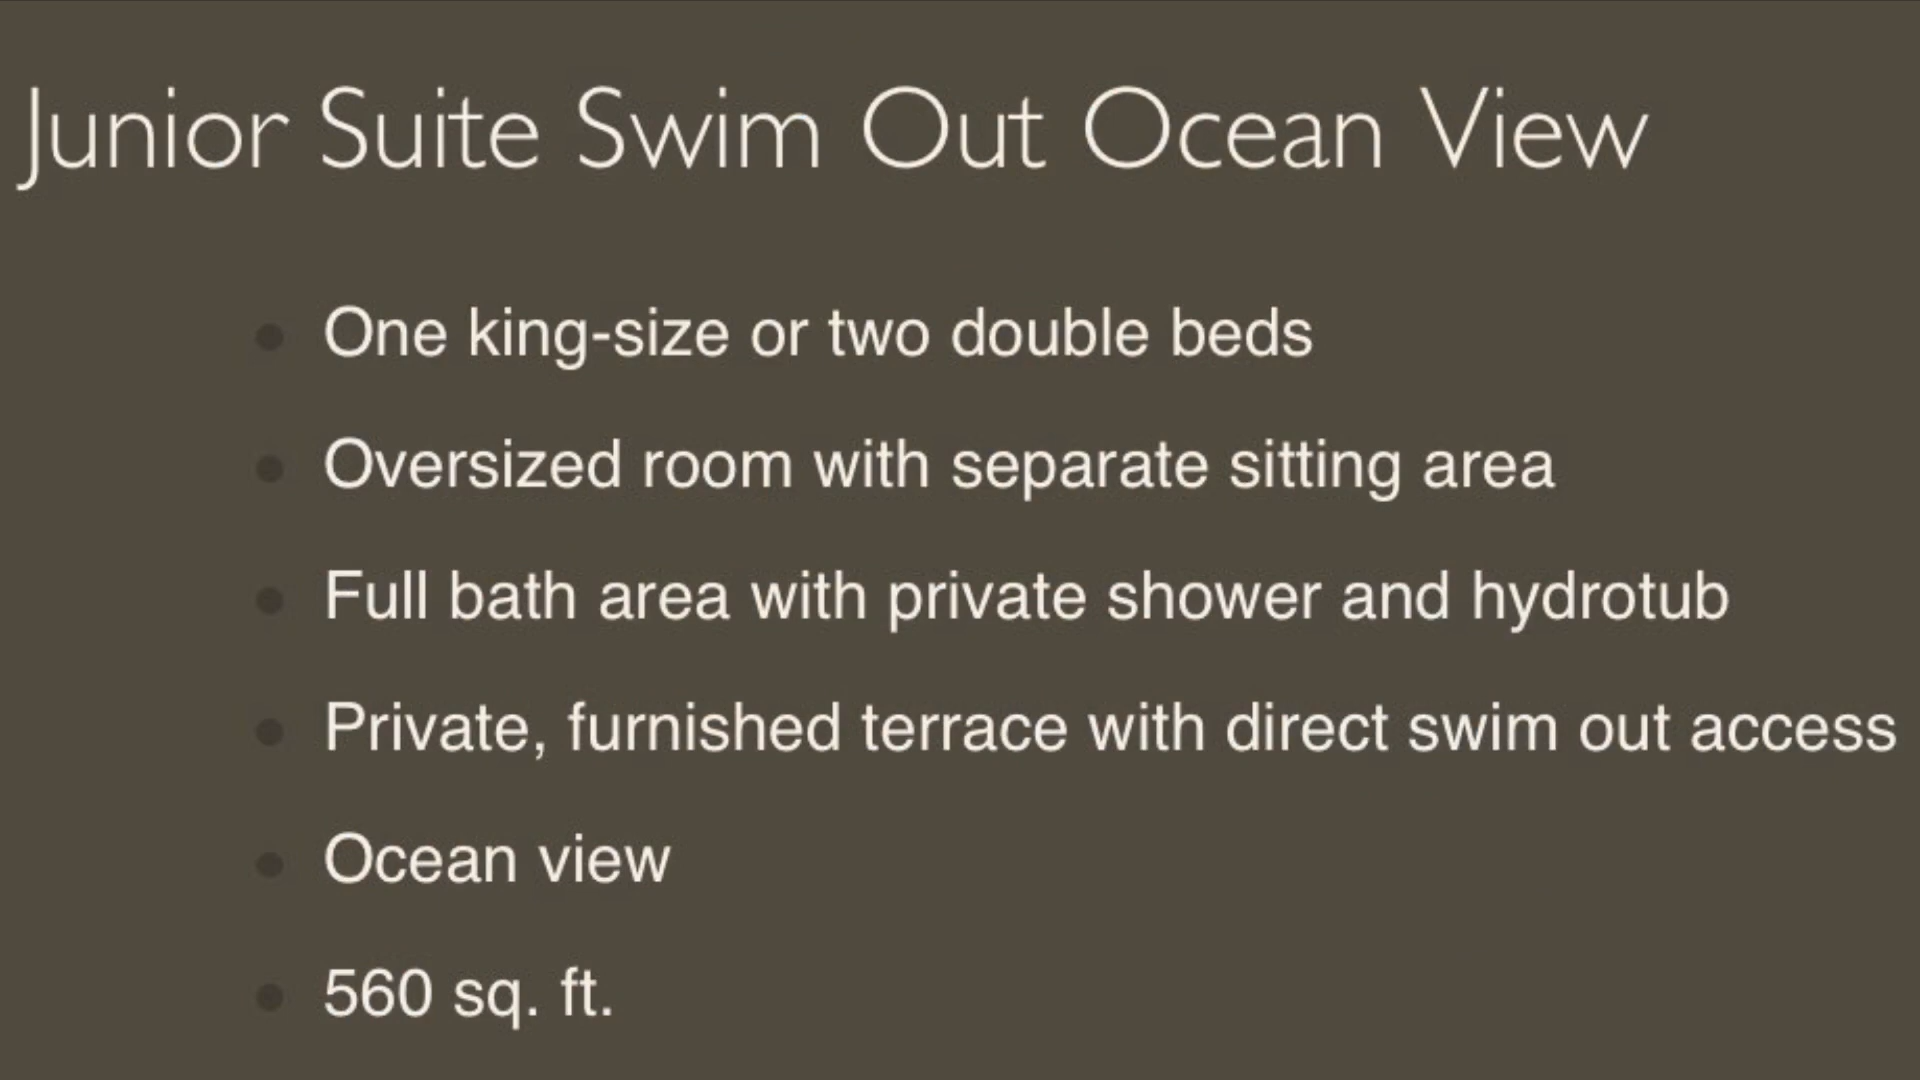 Junior Suite Swim Out Ocean View
One king-size or two double beds
Oversized room with separate sitting area
Full bath area with private shower and hydrotub
Private, furnished terrace with direct swim out access
Ocean view
560 sq. ft.